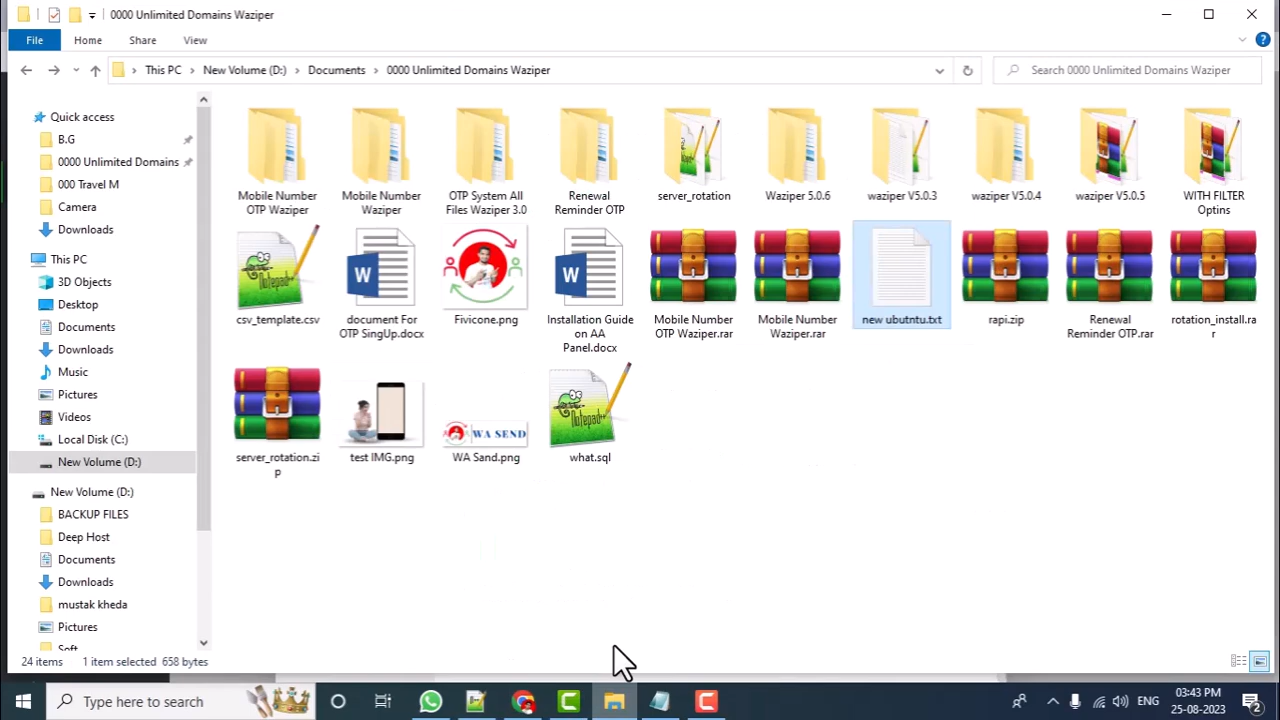 0000 Unlimited Domains Waziper
File
Home
Share
View
This PC
New Volume (D:)
Documents
0000 Unlimited Domains Waziper
Search 0000 Unlimited Domains Waziper
Quick access
B.G
0000 Unlimited Domains
000 Travel M
Camera
Downloads
This PC
3D Objects
Desktop
Documents
Downloads
Music
Pictures
Videos
Local Disk (C:)
New Volume (D:)
New Volume (D:)
BACKUP FILES
Deep Host
Documents
Downloads
mustak kheda
Pictures
Soft
Mobile Number
OTP Waziper
Mobile Number
Waziper
OTP System All
Files Waziper 3.0
Renewal
Reminder OTP
server_rotation
Waziper 5.0.6
waziper V5.0.3
waziper V5.0.4
waziper V5.0.5
WITH FILTER
Optins
csv_template.csv
document For
OTP SingUp.docx
Fivicone.png
Installation Guide
on AA
Panel.docx
Mobile Number
OTP Waziper.rar
Mobile Number
Waziper.rar
new ubutntu.txt
rapi.zip
Renewal
Reminder OTP.rar
rotation_install.ra
r
Notepad++
WA SEND
Notepad++
server_rotation.zi
p
test IMG.png
WA Sand.png
what.sql
24 items
1 item selected 658 bytes
Type here to search
ENG
03:43 PM
25-08-2023
2